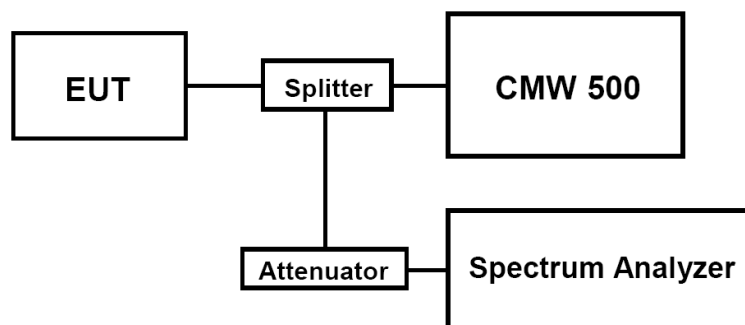 EUT
Splitter
CMW 500
Attenuator
Spectrum Analyzer